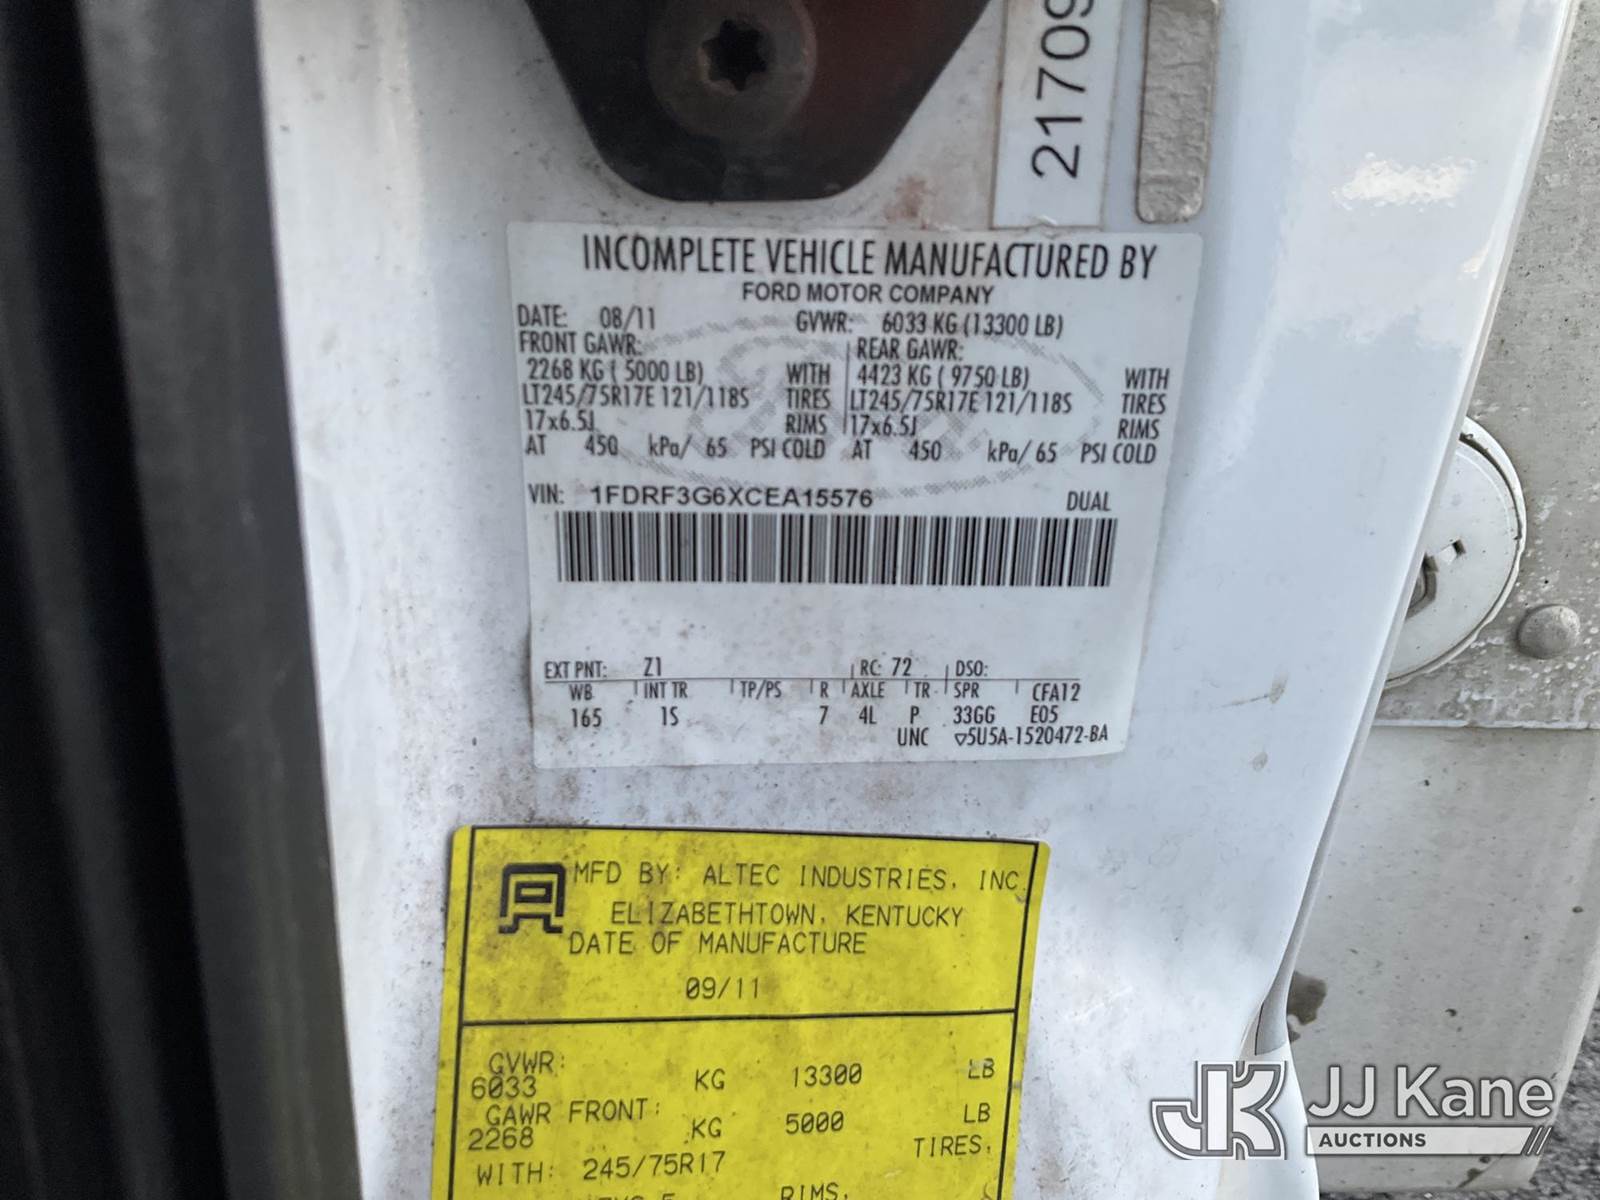 2170
INCOMPLETE VEHICLE MANUFACTURED BY
FORD MOTOR COMPANY
DATE: 08/11 GVWR: 6033 KG (13300 LB)
FRONT GAWR: REAR GAWR:
2268 KG ( 5000 LB) WITH 4423 KG ( 9750 LB) WITH
LT245/75R17E 121/118S TIRES LT245/75R17E 121/118S TIRES
17x6.5J RIMS 17x6.5J RIMS
AT 450 kPa/ 65 PSI COLD AT 450 kPa/ 65 PSI COLD
VIN: 1FDRF3G6XCEA15576 DUAL
EXT PNT: Z1 RC: 72 DSO:
WB INT TR TP/PS R AXLE TR SPR CFA12
165 1S 7 4L P 33GG E05
UNC ▽5U5A-1520472-BA
MFD BY: ALTEC INDUSTRIES, INC.
ELIZABETHTOWN, KENTUCKY
DATE OF MANUFACTURE
09/11
GVWR:
6033 KG 13300 LB
GAWR FRONT:
2268 KG 5000 LB
WITH: 245/75R17 TIRES,
RIMS,
JK JJ Kane
AUCTIONS